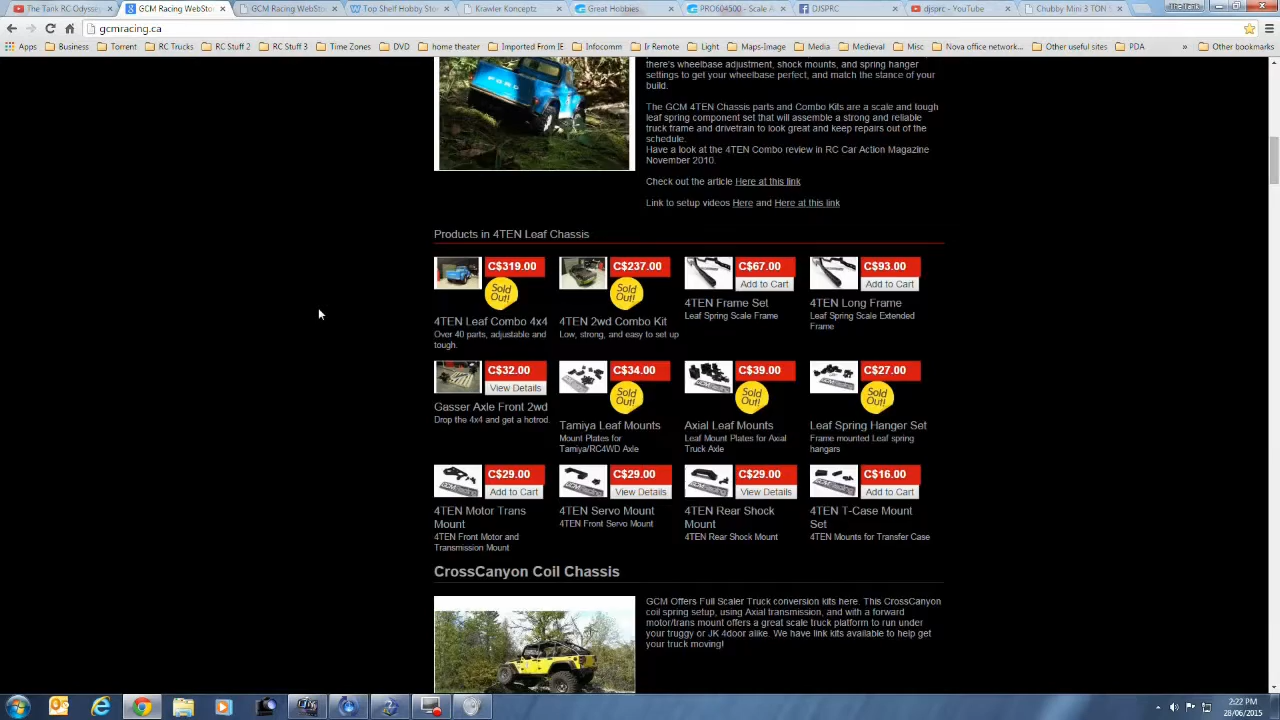 The Tank RC Odyssey
GCM Racing WebStor
GCM Racing WebStor
Top Shelf Hobby Stor
Krawler Konceptz
Great Hobbies.
PRO604500 - Scale A
DJSPRC
djsprc - YouTube
Chubby Mini 3 TON S
gcmracing.ca
Apps Business Torrent RC Trucks RC Stuff 2 RC Stuff 3 Time Zones DVD home theater Imported From IE Infocomm Ir Remote Light Maps-Image Media Medieval Misc Nova office network... Other useful sites PDA » Other bookmarks
there's wheelbase adjustment, shock mounts, and spring hanger
settings to get your wheelbase perfect, and match the stance of your
build.
FORD
The GCM 4TEN Chassis parts and Combo Kits are a scale and tough
leaf spring component set that will assemble a strong and reliable
truck frame and drivetrain to look great and keep repairs out of the
schedule.
Have a look at the 4TEN Combo review in RC Car Action Magazine
November 2010.
Check out the article Here at this link
Link to setup videos Here and Here at this link
Products in 4TEN Leaf Chassis
C$319.00
Sold
Out!
4TEN Leaf Combo 4x4
Over 40 parts, adjustable and
tough.
C$237.00
Sold
Out!
4TEN 2wd Combo Kit
Low, strong, and easy to set up
C$67.00
Add to Cart
4TEN Frame Set
Leaf Spring Scale Frame
C$93.00
Add to Cart
4TEN Long Frame
Leaf Spring Scale Extended
Frame
C$32.00
View Details
Gasser Axle Front 2wd
Drop the 4x4 and get a hotrod.
C$34.00
Sold
Out!
Tamiya Leaf Mounts
Mount Plates for
Tamiya/RC4WD Axle
C$39.00
Sold
Out!
Axial Leaf Mounts
Leaf Mount Plates for Axial
Truck Axle
C$27.00
Sold
Out!
Leaf Spring Hanger Set
Frame mounted Leaf spring
hangars
C$29.00
Add to Cart
4TEN Motor Trans
Mount
4TEN Front Motor and
Transmission Mount
C$29.00
View Details
4TEN Servo Mount
4TEN Front Servo Mount
C$29.00
View Details
4TEN Rear Shock
Mount
4TEN Rear Shock Mount
C$16.00
Add to Cart
4TEN T-Case Mount
Set
4TEN Mounts for Transfer Case
CrossCanyon Coil Chassis
GCM Offers Full Scaler Truck conversion kits here. This CrossCanyon
coil spring setup, using Axial transmission, and with a forward
motor/trans mount offers a great scale truck platform to run under
your truggy or JK 4door alike. We have link kits available to help get
your truck moving!
2:22 PM
28/06/2015